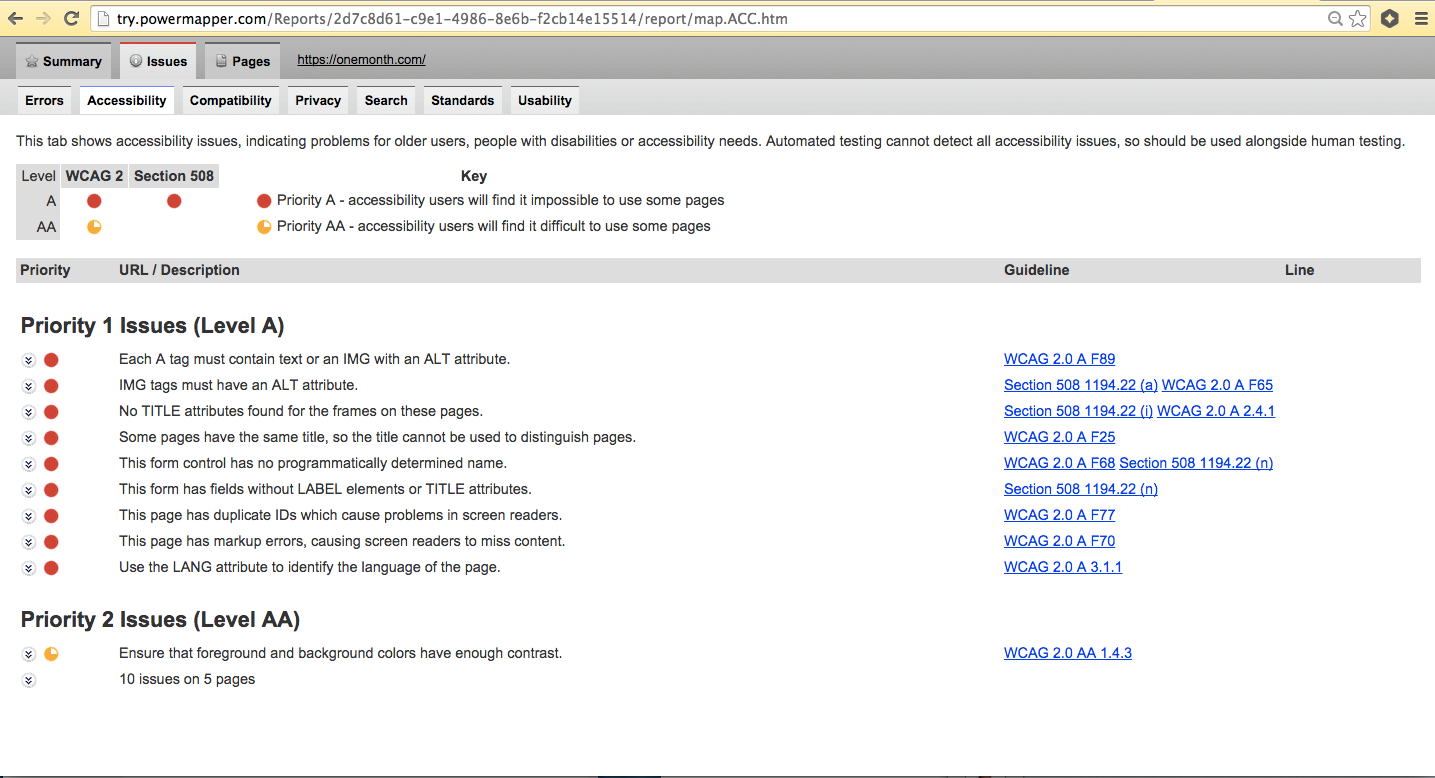 try.powermapper.com/Reports/2d7c8d61-c9e1-4986-8e6b-f2cb14e15514/report/map.ACC.htm
Summary Issues Pages https://onemonth.com/
Errors Accessibility Compatibility Privacy Search Standards Usability
This tab shows accessibility issues, indicating problems for older users, people with disabilities or accessibility needs. Automated testing cannot detect all accessibility issues, so should be used alongside human testing.
Level WCAG 2 Section 508 Key
A Priority A - accessibility users will find it impossible to use some pages
AA Priority AA - accessibility users will find it difficult to use some pages
Priority URL / Description Guideline Line
Priority 1 Issues (Level A)
Each A tag must contain text or an IMG with an ALT attribute. WCAG 2.0 A F89
IMG tags must have an ALT attribute. Section 508 1194.22 (a) WCAG 2.0 A F65
No TITLE attributes found for the frames on these pages. Section 508 1194.22 (i) WCAG 2.0 A 2.4.1
Some pages have the same title, so the title cannot be used to distinguish pages. WCAG 2.0 A F25
This form control has no programmatically determined name. WCAG 2.0 A F68 Section 508 1194.22 (n)
This form has fields without LABEL elements or TITLE attributes. Section 508 1194.22 (n)
This page has duplicate IDs which cause problems in screen readers. WCAG 2.0 A F77
This page has markup errors, causing screen readers to miss content. WCAG 2.0 A F70
Use the LANG attribute to identify the language of the page. WCAG 2.0 A 3.1.1
Priority 2 Issues (Level AA)
Ensure that foreground and background colors have enough contrast. WCAG 2.0 AA 1.4.3
10 issues on 5 pages